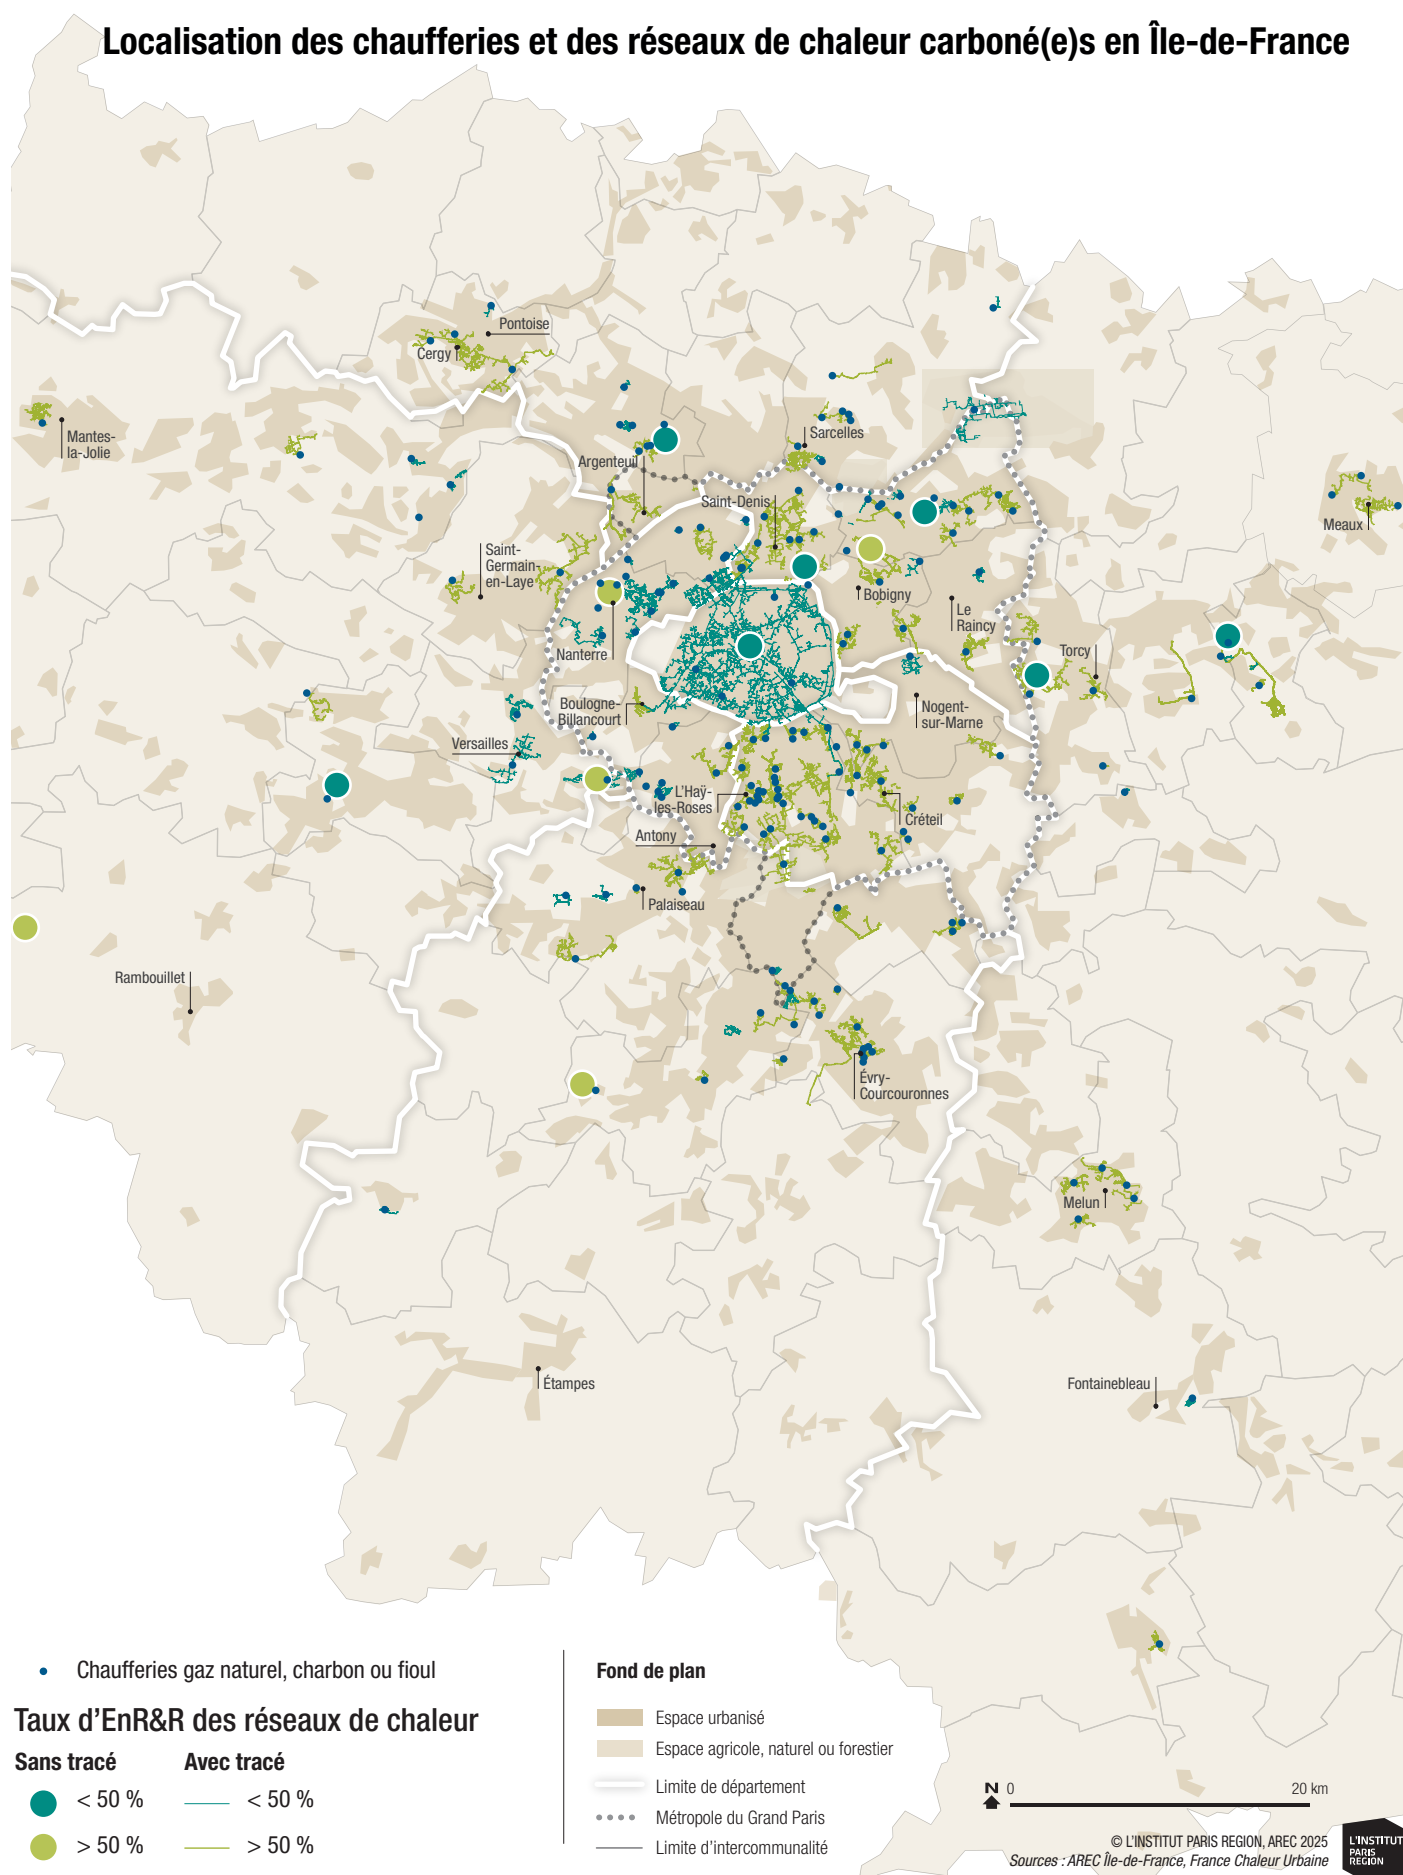 Localisation des chaufferies et des réseaux de chaleur carboné(e)s en Île-de-France
Pontoise
Cergy
Mantes-
la-Jolie
Sarcelles
Argenteuil
Saint-Denis
Meaux
Saint-
Germain-
en-Laye
Bobigny
Le
Raincy
Nanterre
Torcy
Boulogne-
Billancourt
Nogent-
sur-Marne
Versailles
L'Haÿ-
les-Roses
Créteil
Antony
Palaiseau
Rambouillet
Évry-
Courcouronnes
Melun
Étampes
Fontainebleau
Chaufferies gaz naturel, charbon ou fioul
Taux d'EnR&R des réseaux de chaleur
Sans tracé
Avec tracé
< 50 %
< 50 %
> 50 %
> 50 %
Fond de plan
Espace urbanisé
Espace agricole, naturel ou forestier
Limite de département
Métropole du Grand Paris
Limite d'intercommunalité
N 0 20 km
© L'INSTITUT PARIS REGION, AREC 2025
Sources : AREC Île-de-France, France Chaleur Urbaine
L'INSTITUT
PARIS
REGION